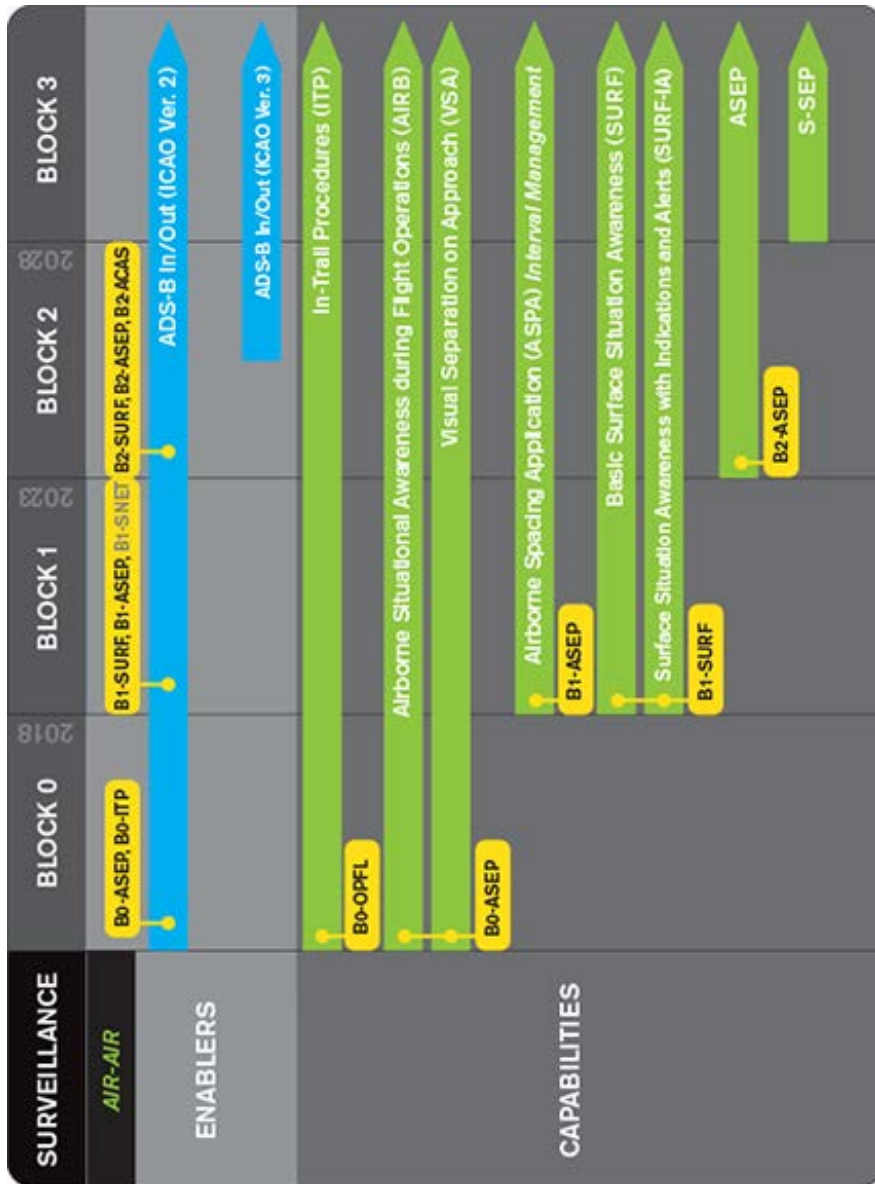 SURVEILLANCE
BLOCK 0
2018
BLOCK 1
2023
BLOCK 2
2028
BLOCK 3
AIR-AIR
B0-ASEP, B0-ITP
B1-SURF, B1-ASEP, B1-SNET
B2-SURF, B2-ASEP, B2-ACAS
ENABLERS
ADS-B In/Out (ICAO Ver. 2)
ADS-B In/Out (ICAO Ver. 3)
CAPABILITIES
In-Trail Procedures (ITP)
B0-OPFL
Airborne Situational Awareness during Flight Operations (AIRB)
Visual Separation on Approach (VSA)
B0-ASEP
Airborne Spacing Application (ASPA) Interval Management
B1-ASEP
Basic Surface Situation Awareness (SURF)
Surface Situation Awareness with Indications and Alerts (SURF-IA)
B1-SURF
ASEP
B2-ASEP
S-SEP